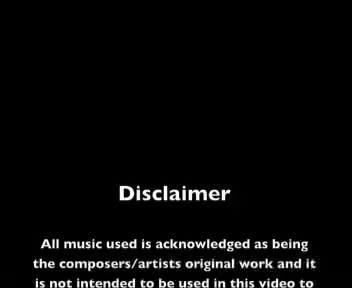 Disclaimer
All music used is acknowledged as being
the composers/artists original work and it
is not intended to be used in this video to